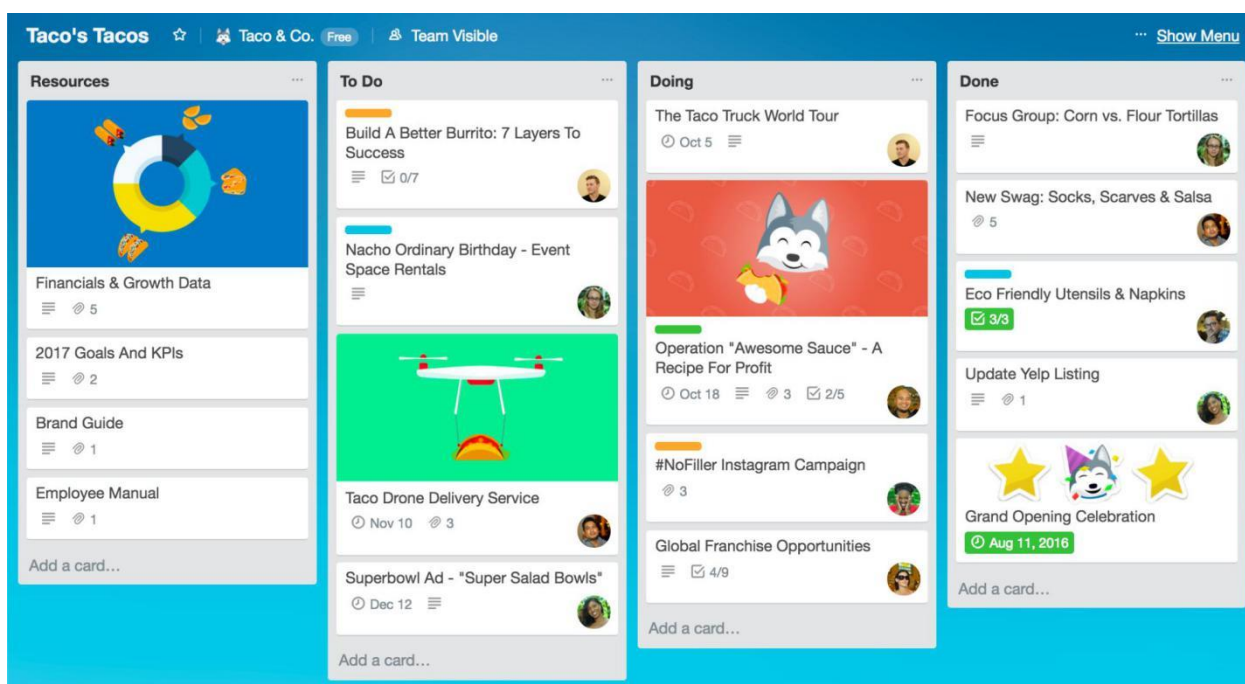 Taco's Tacos Taco & Co. Free Team Visible ... Show Menu
Resources ...
Financials & Growth Data
5
2017 Goals And KPIs
2
Brand Guide
1
Employee Manual
1
Add a card...
To Do ...
Build A Better Burrito: 7 Layers To
Success
0/7
Nacho Ordinary Birthday - Event
Space Rentals
Taco Drone Delivery Service
Nov 10 3
Superbowl Ad - "Super Salad Bowls"
Dec 12
Add a card...
Doing ...
The Taco Truck World Tour
Oct 5
Operation "Awesome Sauce" - A
Recipe For Profit
Oct 18 3 2/5
#NoFiller Instagram Campaign
3
Global Franchise Opportunities
4/9
Add a card...
Done ...
Focus Group: Corn vs. Flour Tortillas
New Swag: Socks, Scarves & Salsa
5
Eco Friendly Utensils & Napkins
3/3
Update Yelp Listing
1
Grand Opening Celebration
Aug 11, 2016
Add a card...